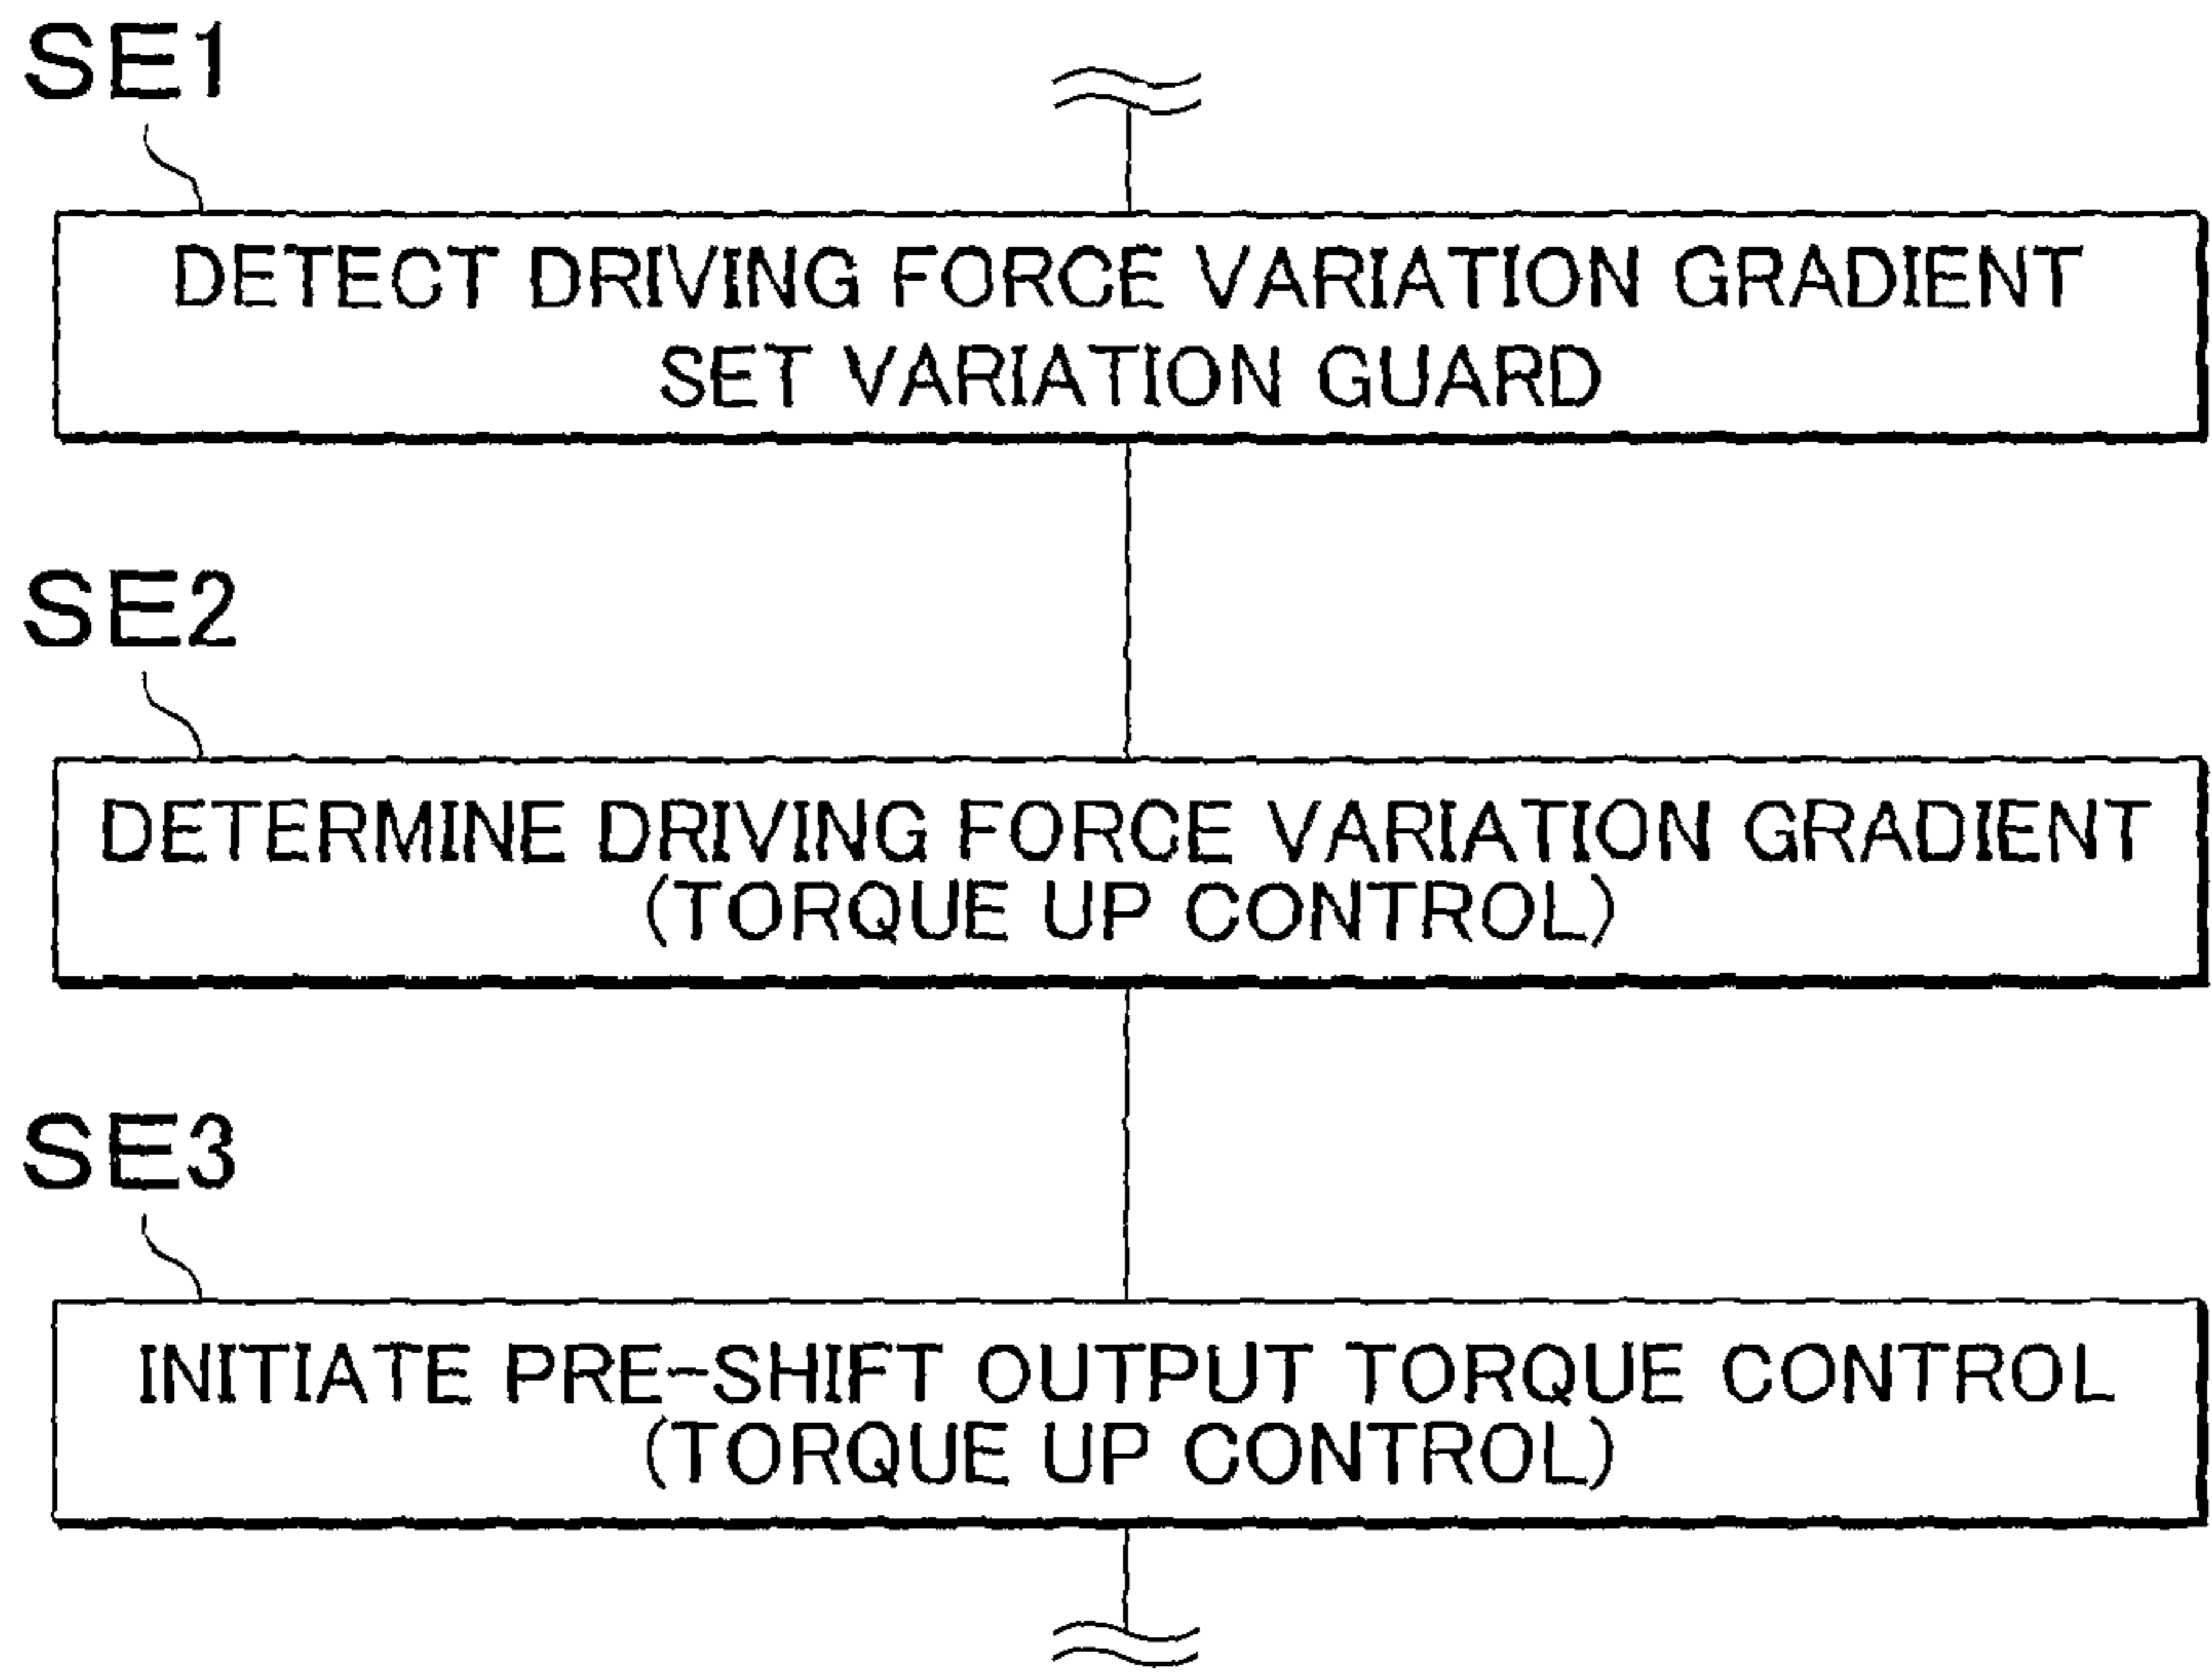 SE1
DETECT DRIVING FORCE VARIATION GRADIENT
SET VARIATION GUARD
SE2
DETERMINE DRIVING FORCE VARIATION GRADIENT
(TORQUE UP CONTROL)
SE3
INITIATE PRE-SHIFT OUTPUT TORQUE CONTROL
(TORQUE UP CONTROL)